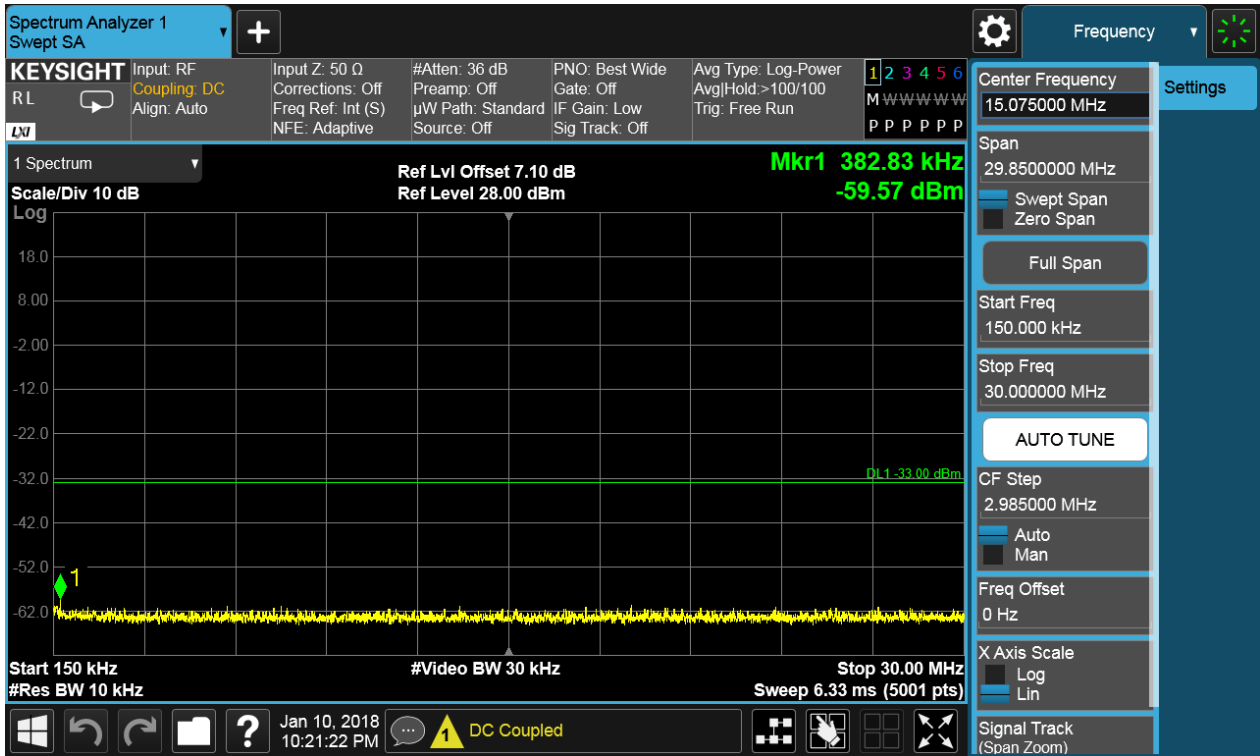 Spectrum Analyzer 1
Swept SA
+
Frequency
KEYSIGHT
R L
LXI
Input: RF
Coupling: DC
Align: Auto
Input Z: 50 Ω
Corrections: Off
Freq Ref: Int (S)
NFE: Adaptive
#Atten: 36 dB
Preamp: Off
µW Path: Standard
Source: Off
PNO: Best Wide
Gate: Off
IF Gain: Low
Sig Track: Off
Avg Type: Log-Power
Avg|Hold:>100/100
Trig: Free Run
1 2 3 4 5 6
M W W W W W
P P P P P P
1 Spectrum
Scale/Div 10 dB
Log
Ref Lvl Offset 7.10 dB
Ref Level 28.00 dBm
Mkr1 382.83 kHz
-59.57 dBm
18.0
8.00
-2.00
-12.0
-22.0
-32.0
DL1 -33.00 dBm
-42.0
-52.0
1
-62.0
Start 150 kHz
#Video BW 30 kHz
Stop 30.00 MHz
#Res BW 10 kHz
Sweep 6.33 ms (5001 pts)
Center Frequency
15.075000 MHz
Settings
Span
29.8500000 MHz
Swept Span
Zero Span
Full Span
Start Freq
150.000 kHz
Stop Freq
30.000000 MHz
AUTO TUNE
CF Step
2.985000 MHz
Auto
Man
Freq Offset
0 Hz
X Axis Scale
Log
Lin
Signal Track
(Span Zoom)
?
Jan 10, 2018
10:21:22 PM
1
DC Coupled